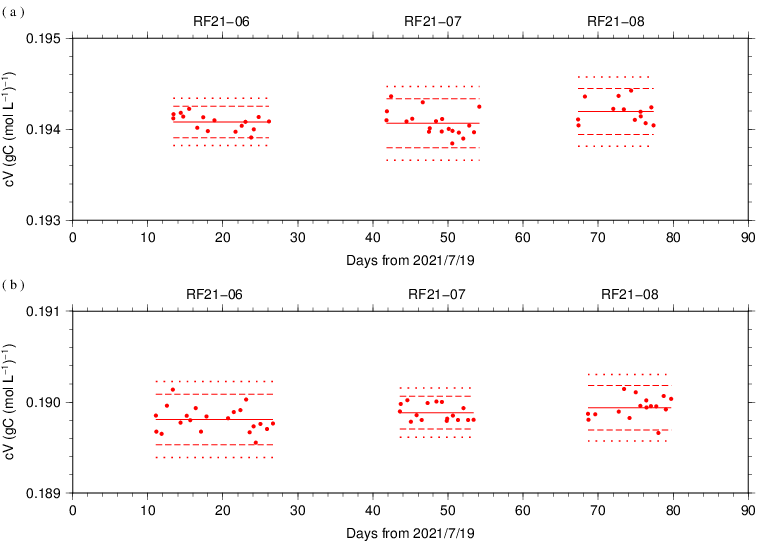 ( a )
RF21−06 RF21−07 RF21−08
0.195
0.194
0.193
cV (gC (mol L⁻¹)⁻¹)
0 10 20 30 40 50 60 70 80 90
Days from 2021/7/19
( b )
RF21−06 RF21−07 RF21−08
0.191
0.190
0.189
cV (gC (mol L⁻¹)⁻¹)
0 10 20 30 40 50 60 70 80 90
Days from 2021/7/19